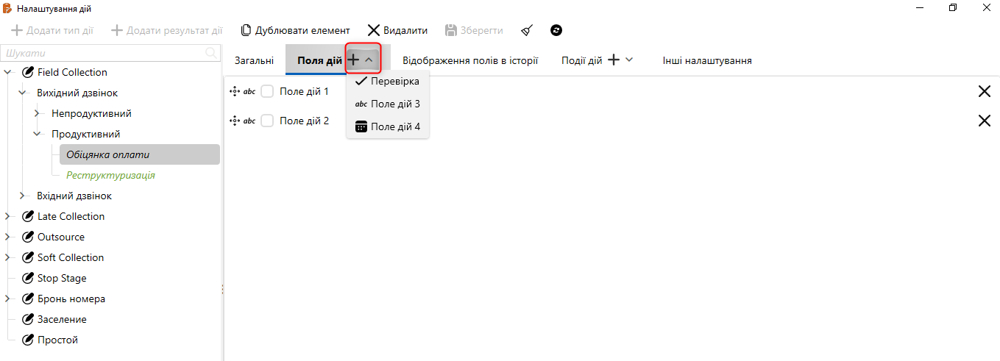 Налаштування дій
Додати тип дії Додати результат дії Дублювати елемент Видалити Зберегти
Шукати
Загальні Поля дій Відображення полів в історії Події дій Інші налаштування
Field Collection
Вихідний дзвінок
Непродуктивний
Продуктивний
Обіцянка оплати
Реструктуризація
Вхідний дзвінок
Late Collection
Outsource
Soft Collection
Stop Stage
Бронь номера
Заселение
Простой
abc Поле дій 1
abc Поле дій 2
Перевірка
abc Поле дій 3
Поле дій 4